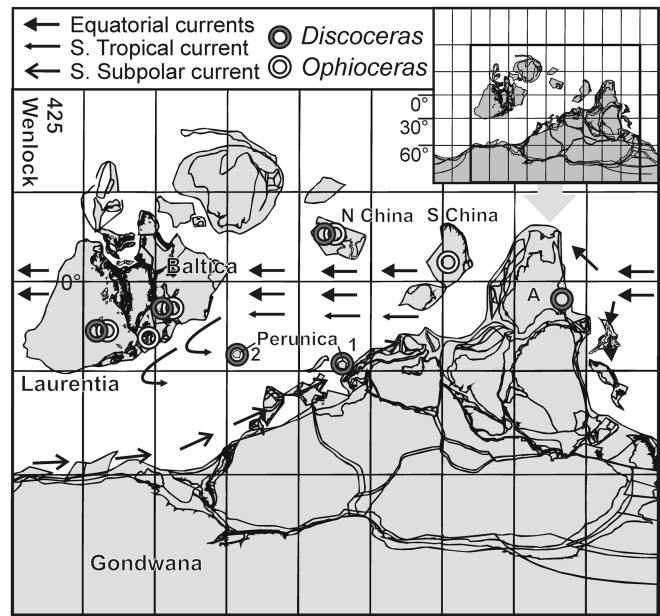 Equatorial currents
S. Tropical current
S. Subpolar current
Discoceras
Ophioceras
0°
30°
60°
425
Wenlock
N China
S China
Baltica
0°
A
Perunica
1
2
Laurentia
Gondwana